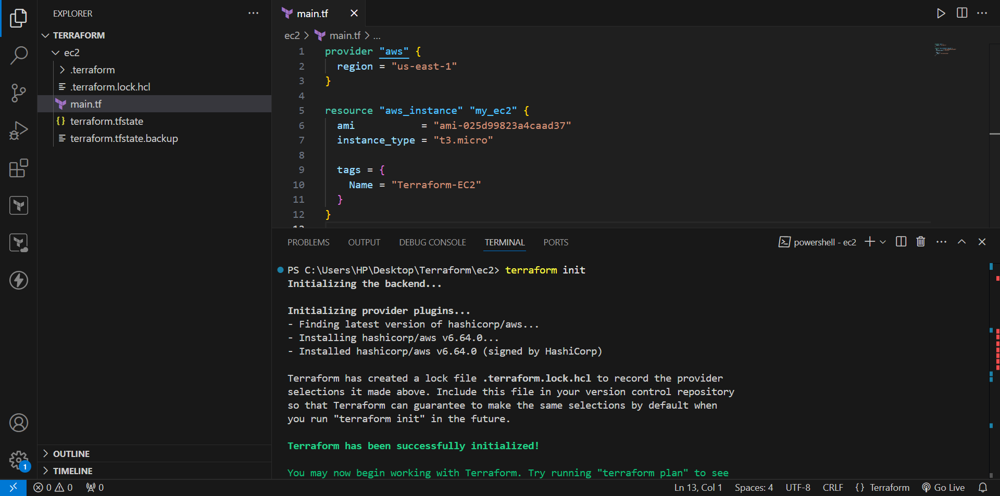 EXPLORER
TERRAFORM
ec2
.terraform
.terraform.lock.hcl
main.tf
terraform.tfstate
terraform.tfstate.backup
OUTLINE
TIMELINE
main.tf
ec2 > main.tf > ...
1 provider "aws" {
2   region = "us-east-1"
3 }
4
5 resource "aws_instance" "my_ec2" {
6   ami           = "ami-025d99823a4caad37"
7   instance_type = "t3.micro"
8
9   tags = {
10     Name = "Terraform-EC2"
11   }
12 }
13
PROBLEMS OUTPUT DEBUG CONSOLE TERMINAL PORTS
powershell - ec2
PS C:\Users\HP\Desktop\Terraform\ec2> terraform init
Initializing the backend...
Initializing provider plugins...
- Finding latest version of hashicorp/aws...
- Installing hashicorp/aws v6.64.0...
- Installed hashicorp/aws v6.64.0 (signed by HashiCorp)
Terraform has created a lock file .terraform.lock.hcl to record the provider
selections it made above. Include this file in your version control repository
so that Terraform can guarantee to make the same selections by default when
you run "terraform init" in the future.
Terraform has been successfully initialized!
You may now begin working with Terraform. Try running "terraform plan" to see
1
0 0 0
Ln 13, Col 1 Spaces: 4 UTF-8 CRLF {} Terraform Go Live